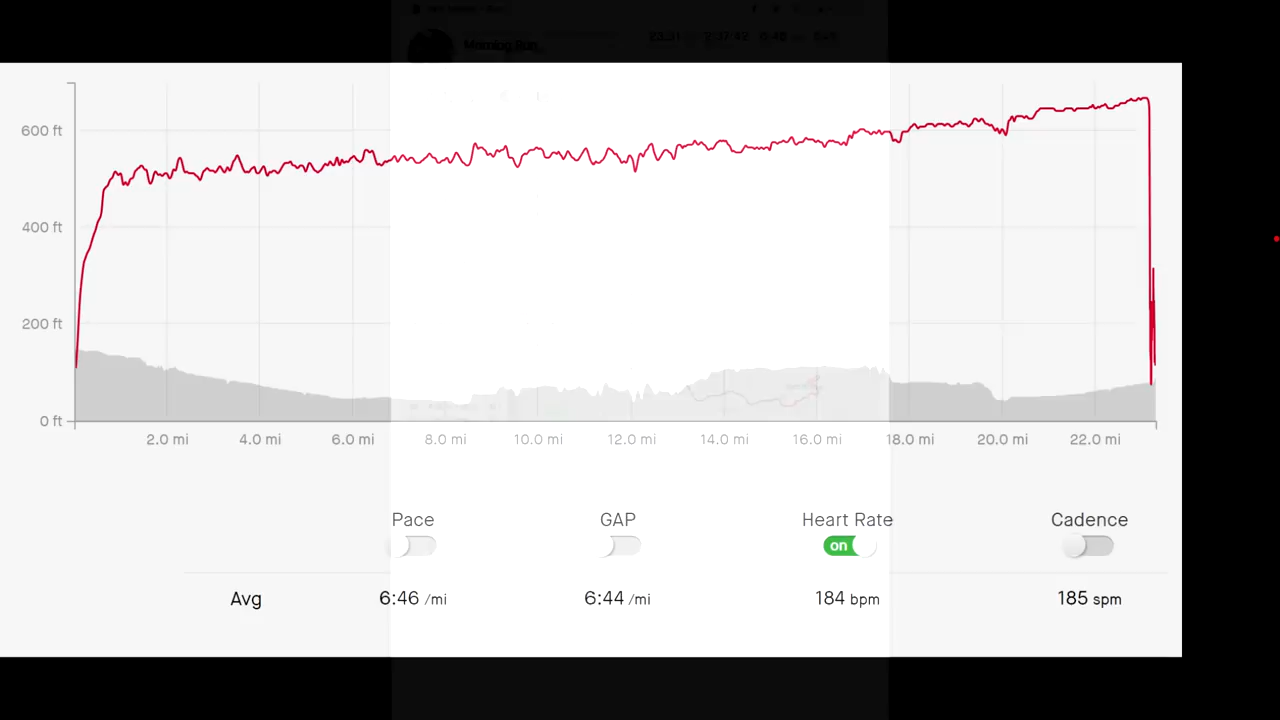 Morning Run
600 ft
400 ft
200 ft
0 ft
2.0 mi 4.0 mi 6.0 mi 8.0 mi 10.0 mi 12.0 mi 14.0 mi 16.0 mi 18.0 mi 20.0 mi 22.0 mi
Pace GAP Heart Rate Cadence
on
Avg 6:46 /mi 6:44 /mi 184 bpm 185 spm